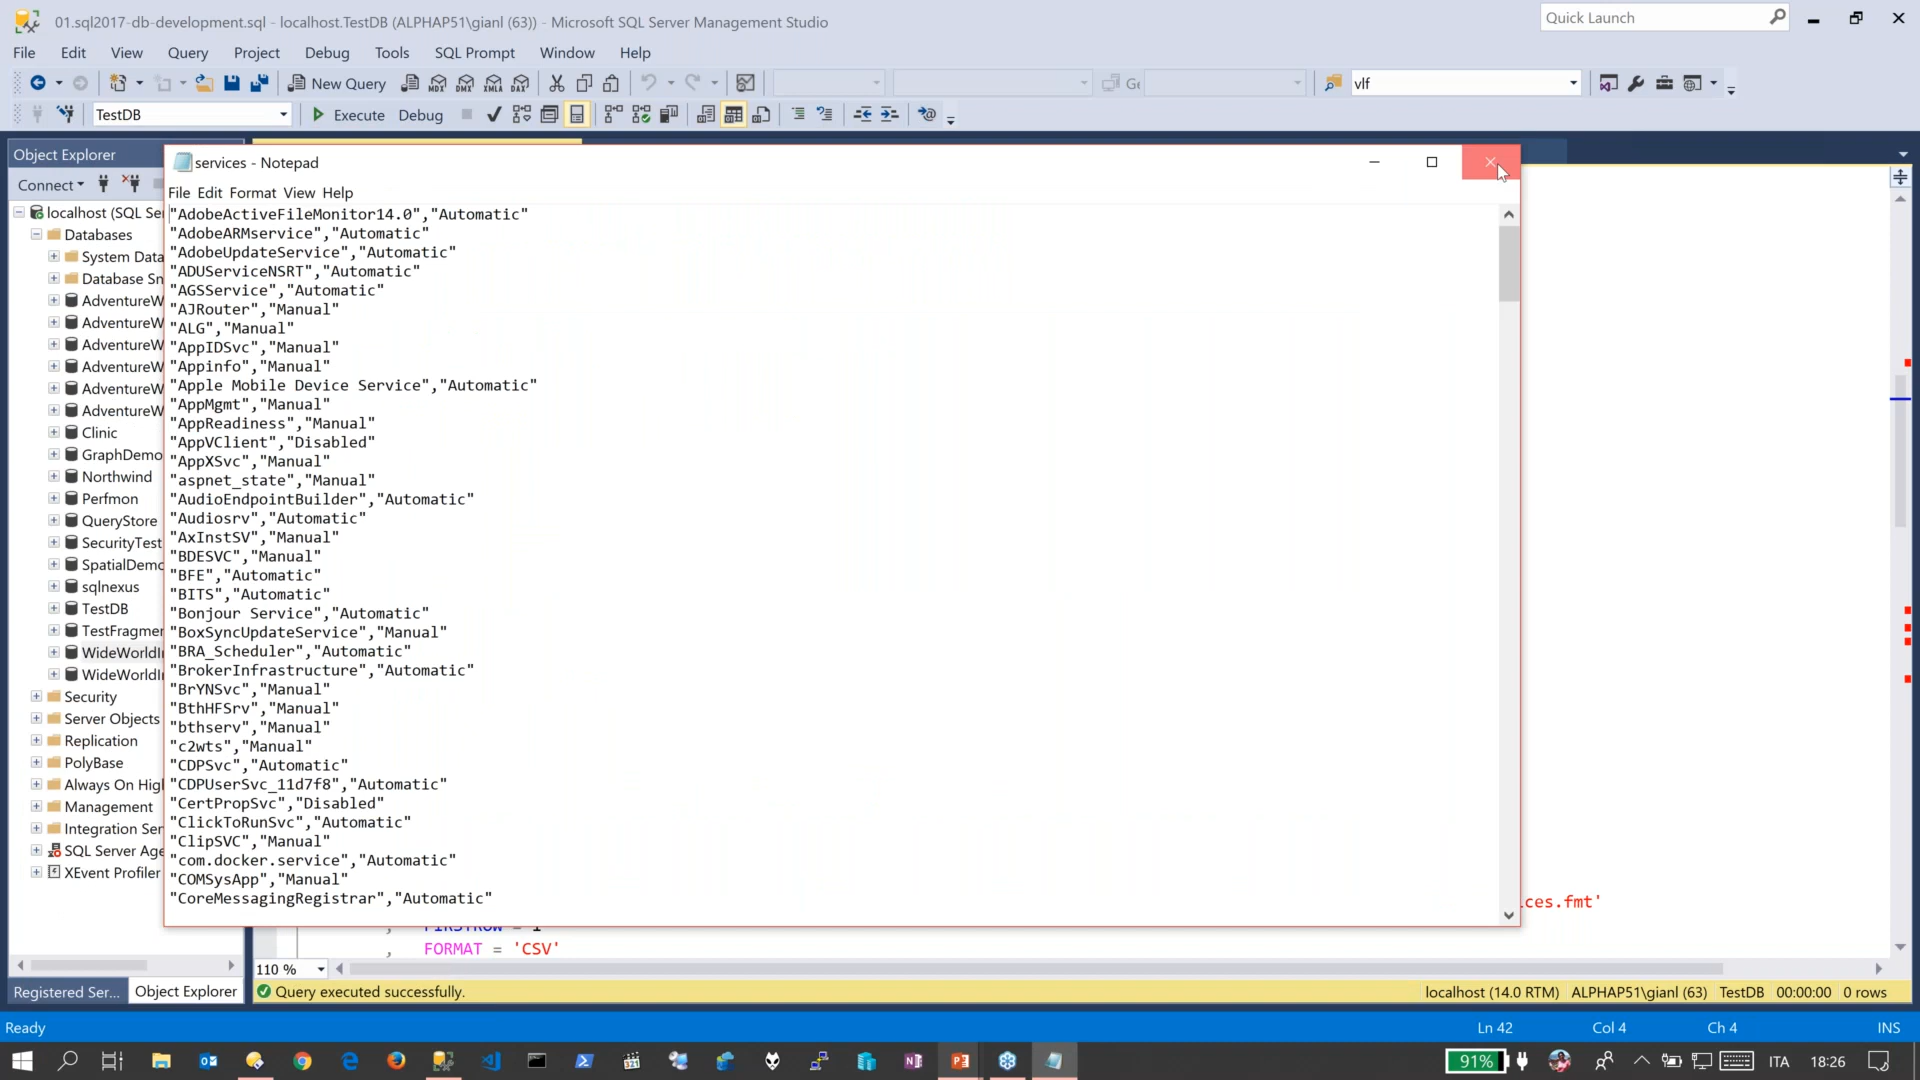 01.sql2017-db-development.sql - localhost.TestDB (ALPHAP51\gianl (63)) - Microsoft SQL Server Management Studio
Quick Launch
File Edit View Query Project Debug Tools SQL Prompt Window Help
New Query
MDX DMX XMLA DAX
vlf
TestDB
Execute Debug
Object Explorer
Connect
localhost (SQL Se
Databases
System Data
Database Sn
AdventureW
AdventureW
AdventureW
AdventureW
AdventureW
AdventureW
Clinic
GraphDemo
Northwind
Perfmon
QueryStore
SecurityTest
SpatialDemo
sqlnexus
TestDB
TestFragmen
WideWorldIn
WideWorldIn
Security
Server Objects
Replication
PolyBase
Always On High
Management
Integration Ser
SQL Server Age
XEvent Profiler
Registered Ser... Object Explorer
services - Notepad
File Edit Format View Help
"AdobeActiveFileMonitor14.0","Automatic"
"AdobeARMservice","Automatic"
"AdobeUpdateService","Automatic"
"ADUServiceNSRT","Automatic"
"AGSService","Automatic"
"AJRouter","Manual"
"ALG","Manual"
"AppIDSvc","Manual"
"Appinfo","Manual"
"Apple Mobile Device Service","Automatic"
"AppMgmt","Manual"
"AppReadiness","Manual"
"AppVClient","Disabled"
"AppXSvc","Manual"
"aspnet_state","Manual"
"AudioEndpointBuilder","Automatic"
"Audiosrv","Automatic"
"AxInstSV","Manual"
"BDESVC","Manual"
"BFE","Automatic"
"BITS","Automatic"
"Bonjour Service","Automatic"
"BoxSyncUpdateService","Manual"
"BRA_Scheduler","Automatic"
"BrokerInfrastructure","Automatic"
"BrYNSvc","Manual"
"BthHFSrv","Manual"
"bthserv","Manual"
"c2wts","Manual"
"CDPSvc","Automatic"
"CDPUserSvc_11d7f8","Automatic"
"CertPropSvc","Disabled"
"ClickToRunSvc","Automatic"
"ClipSVC","Manual"
"com.docker.service","Automatic"
"COMSysApp","Manual"
"CoreMessagingRegistrar","Automatic"
ces.fmt'
, FIRSTROW = 1
, FORMAT = 'CSV'
110 %
Query executed successfully.
localhost (14.0 RTM) ALPHAP51\gianl (63) TestDB 00:00:00 0 rows
Ready
Ln 42 Col 4 Ch 4 INS
91% ITA 18:26